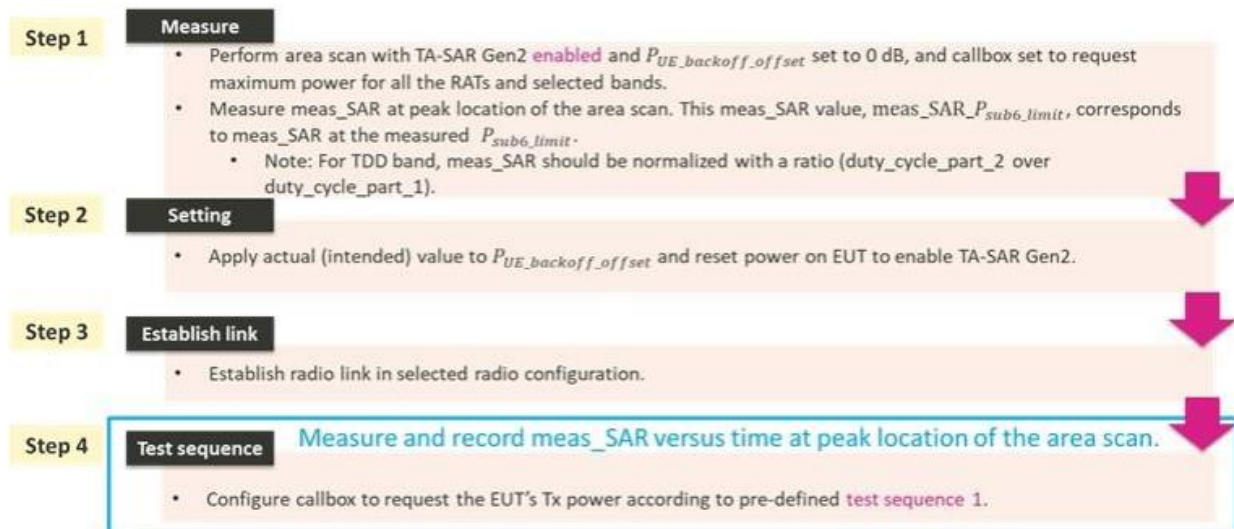 Step 1
Measure
• Perform area scan with TA-SAR Gen2 enabled and P_UE_backoff_offset set to 0 dB, and callbox set to request
maximum power for all the RATs and selected bands.
• Measure meas_SAR at peak location of the area scan. This meas_SAR value, meas_SAR_P_sub6_limit, corresponds
to meas_SAR at the measured P_sub6_limit.
• Note: For TDD band, meas_SAR should be normalized with a ratio (duty_cycle_part_2 over
duty_cycle_part_1).
Step 2
Setting
• Apply actual (intended) value to P_UE_backoff_offset and reset power on EUT to enable TA-SAR Gen2.
Step 3
Establish link
• Establish radio link in selected radio configuration.
Step 4
Test sequence
Measure and record meas_SAR versus time at peak location of the area scan.
• Configure callbox to request the EUT's Tx power according to pre-defined test sequence 1.